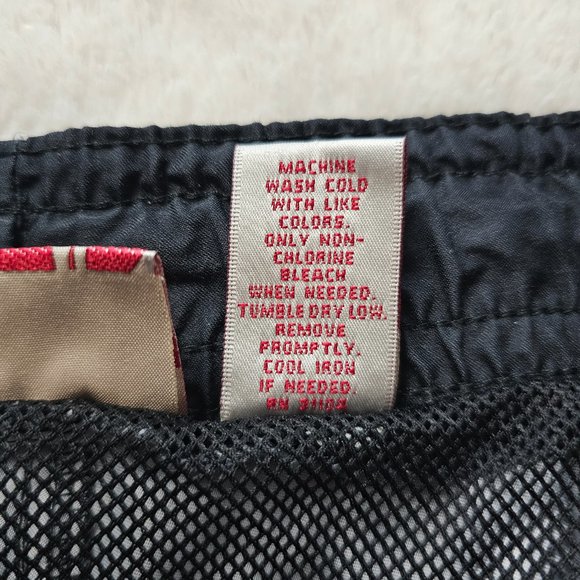 MACHINE
WASH COLD
WITH LIKE
COLORS.
ONLY NON-
CHLORINE
BLEACH
WHEN NEEDED.
TUMBLE DRY LOW.
REMOVE
PROMPTLY.
COOL IRON
IF NEEDED.
RN 31104